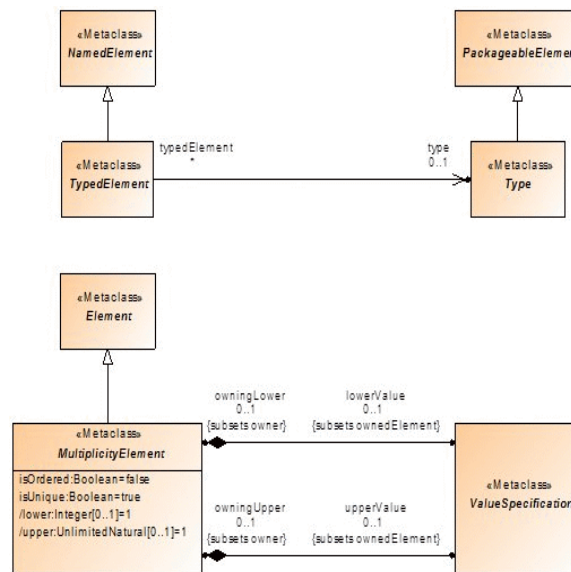 «Metaclass»
NamedElement
«Metaclass»
PackageableElemen
«Metaclass»
TypedElement
typedElement
*
type
0..1
«Metaclass»
Type
«Metaclass»
Element
«Metaclass»
MultiplicityElement
isOrdered:Boolean=false
isUnique:Boolean=true
/lower:Integer[0..1]=1
/upper:UnlimitedNatural[0..1]=1
owningLower
0..1
{subsets owner}
lowerValue
0..1
{subsets ownedElement}
owningUpper
0..1
{subsets owner}
upperValue
0..1
{subsets ownedElement}
«Metaclass»
ValueSpecification